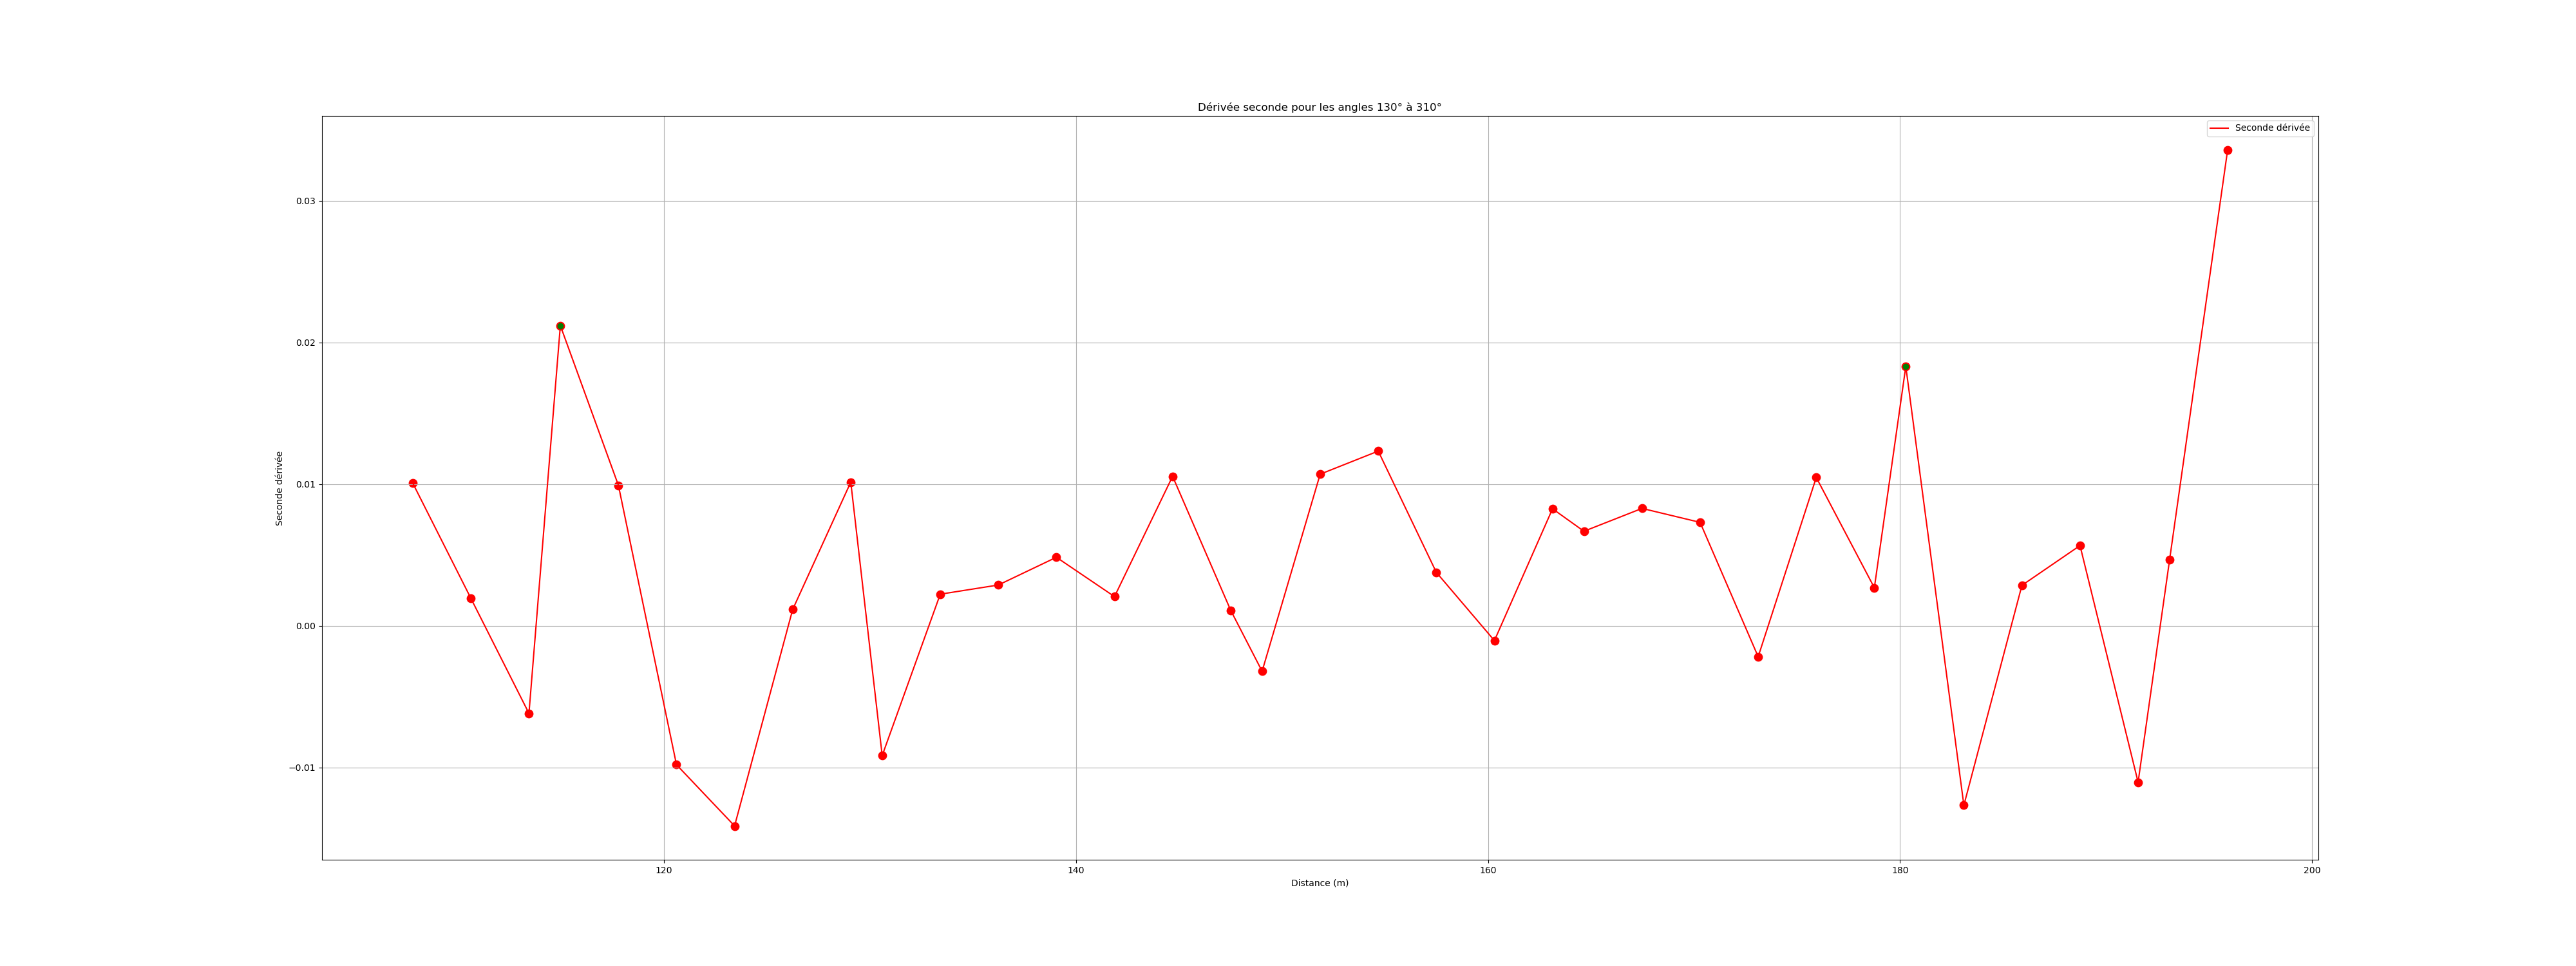 Dérivée seconde pour les angles 130° à 310°
Seconde dérivée
0.03
0.02
0.01
0.00
−0.01
Seconde dérivée
120
140
160
180
200
Distance (m)